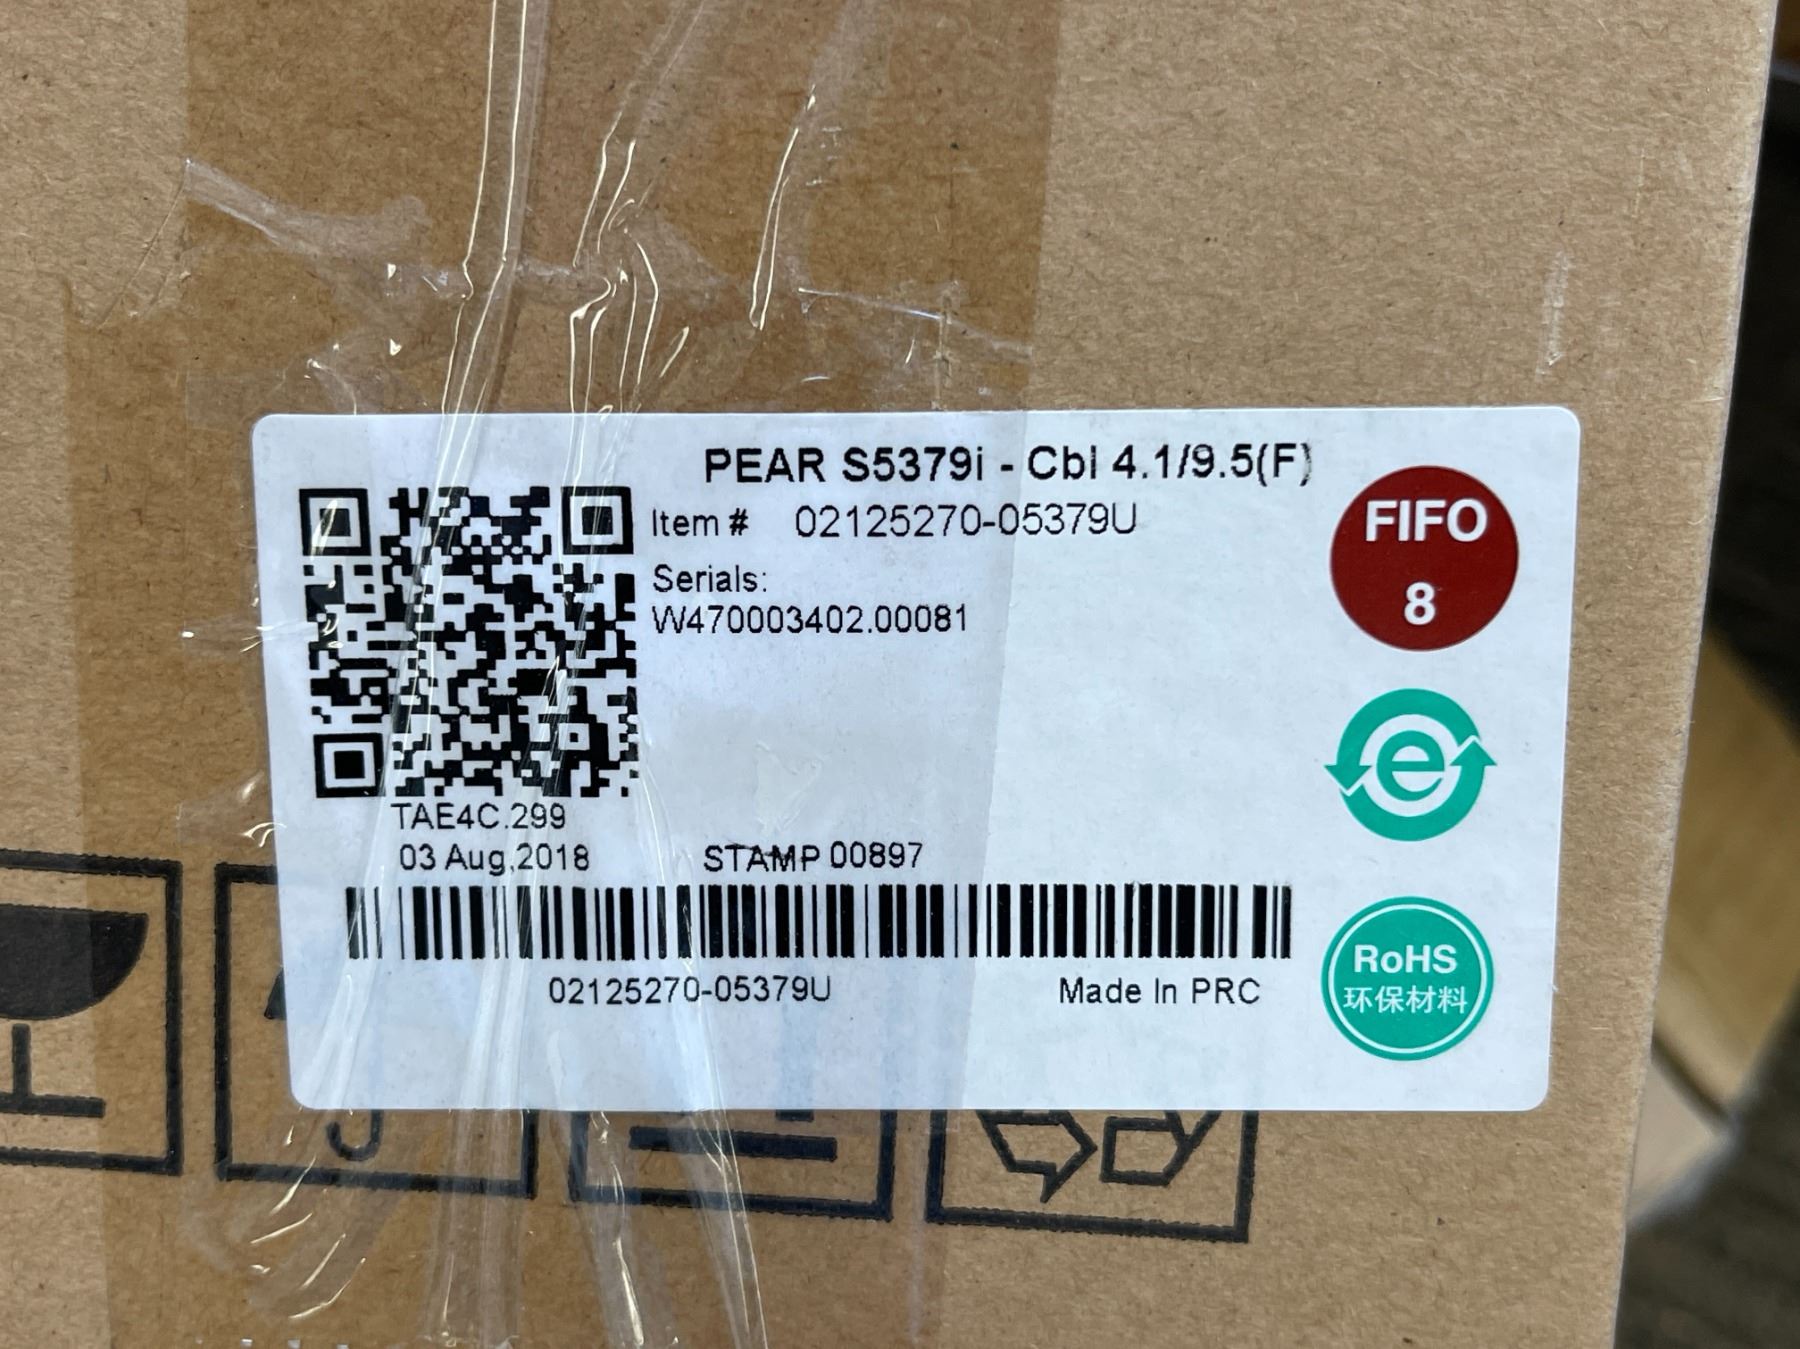 PEAR S5379i - Cbl 4.1/9.5(F)
Item # 02125270-05379U
Serials:
W470003402.00081
FIFO
8
e
TAE4C.299
03 Aug,2018
STAMP 00897
02125270-05379U
Made In PRC
RoHS
环保材料